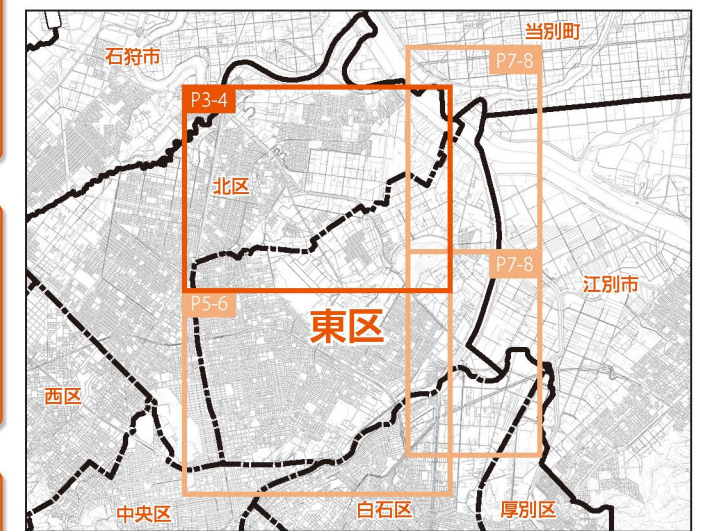 当別町
石狩市
P7-8
P3-4
北区
P7-8
江別市
P5-6
東区
西区
中央区
白石区
厚別区